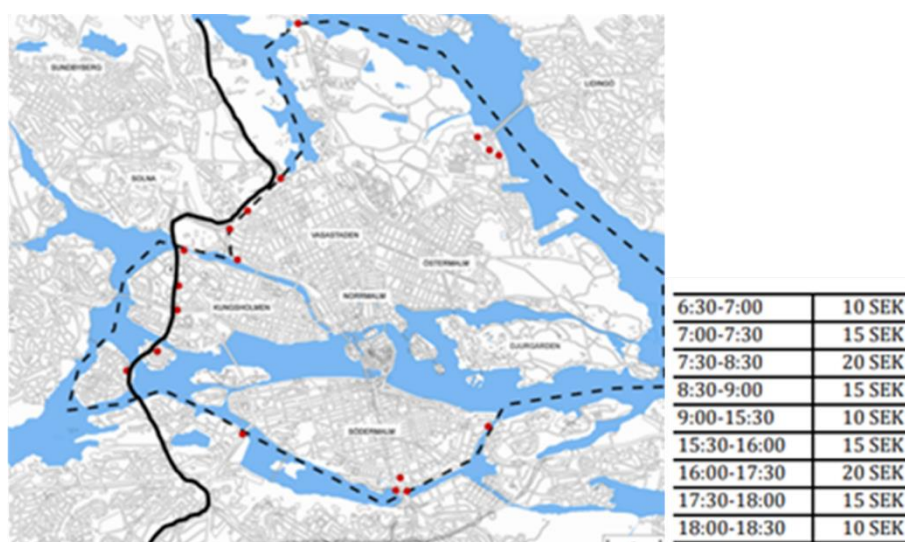 SUNDBYBERG
LIDINGÖ
SOLNA
VASASTADEN
ÖSTERMALM
KUNGSHOLMEN
NORRMALM
DJURGÅRDEN
SÖDERMALM
6:30-7:00 10 SEK
7:00-7:30 15 SEK
7:30-8:30 20 SEK
8:30-9:00 15 SEK
9:00-15:30 10 SEK
15:30-16:00 15 SEK
16:00-17:30 20 SEK
17:30-18:00 15 SEK
18:00-18:30 10 SEK